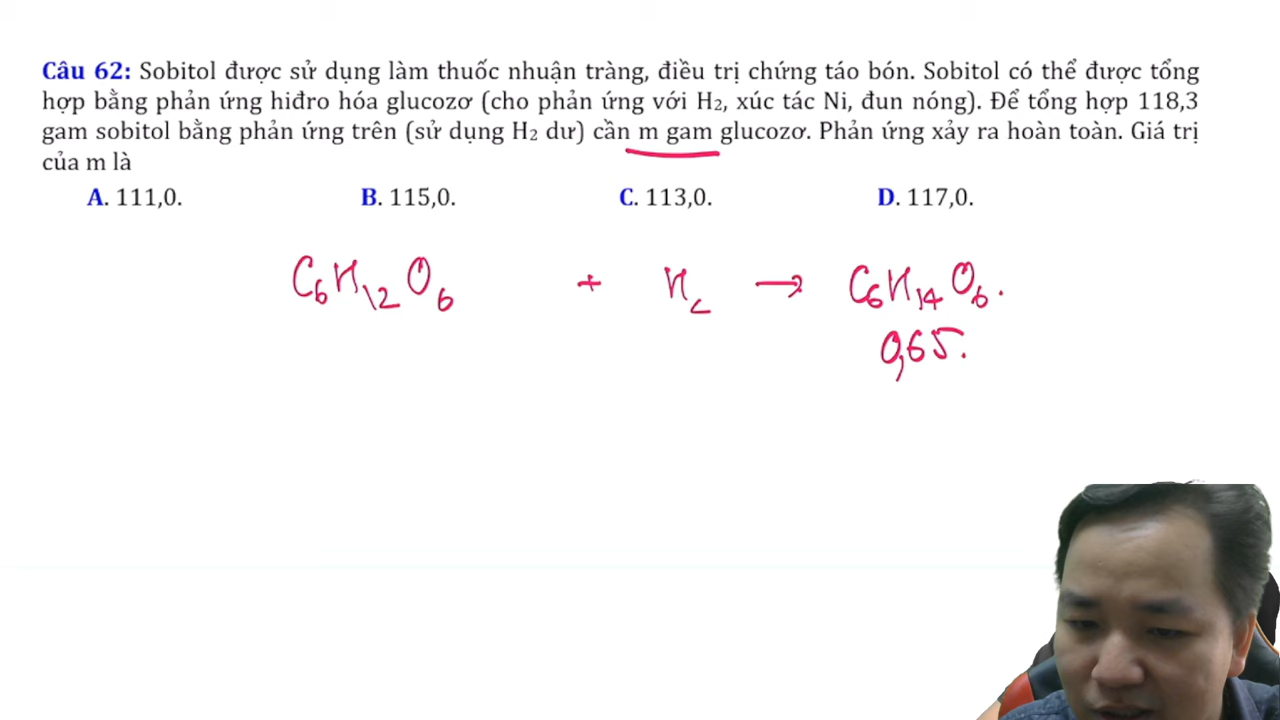 Câu 62: Sobitol được sử dụng làm thuốc nhuận tràng, điều trị chứng táo bón. Sobitol có thể được tổng
hợp bằng phản ứng hiđro hóa glucozơ (cho phản ứng với H₂, xúc tác Ni, đun nóng). Để tổng hợp 118,3
gam sobitol bằng phản ứng trên (sử dụng H₂ dư) cần m gam glucozơ. Phản ứng xảy ra hoàn toàn. Giá trị
của m là
A. 111,0. B. 115,0. C. 113,0. D. 117,0.
C₆H₁₂O₆ + H₂ → C₆H₁₄O₆.
0,65.